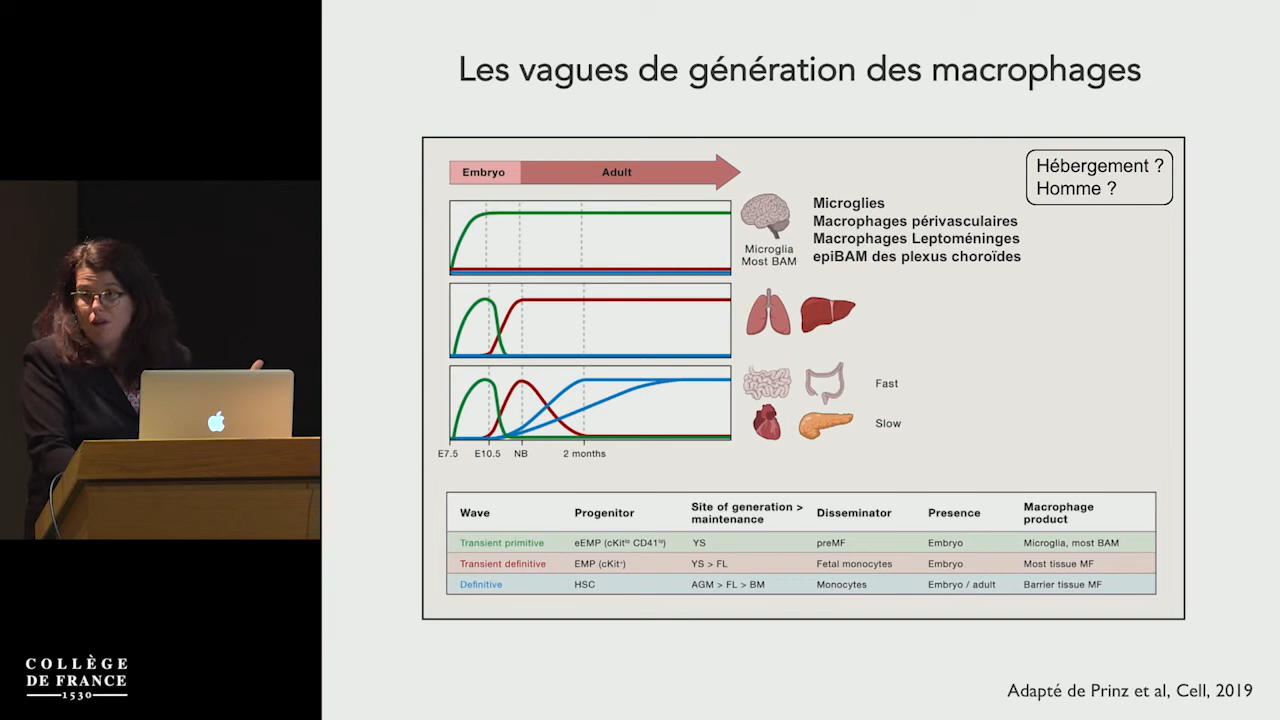 Les vagues de génération des macrophages
Embryo
Adult
Hébergement ?
Homme ?
Microglia
Most BAM
Microglies
Macrophages périvasculaires
Macrophages Leptoméninges
epiBAM des plexus choroïdes
Fast
Slow
E7.5 E10.5 NB 2 months
Wave Progenitor Site of generation > maintenance Disseminator Presence Macrophage product
Transient primitive eEMP (cKitˡᵒ CD41ˡᵒ) YS preMF Embryo Microglia, most BAM
Transient definitive EMP (cKit⁺) YS > FL Fetal monocytes Embryo Most tissue MF
Definitive HSC AGM > FL > BM Monocytes Embryo / adult Barrier tissue MF
COLLÈGE
DE FRANCE
1530
Adapté de Prinz et al, Cell, 2019